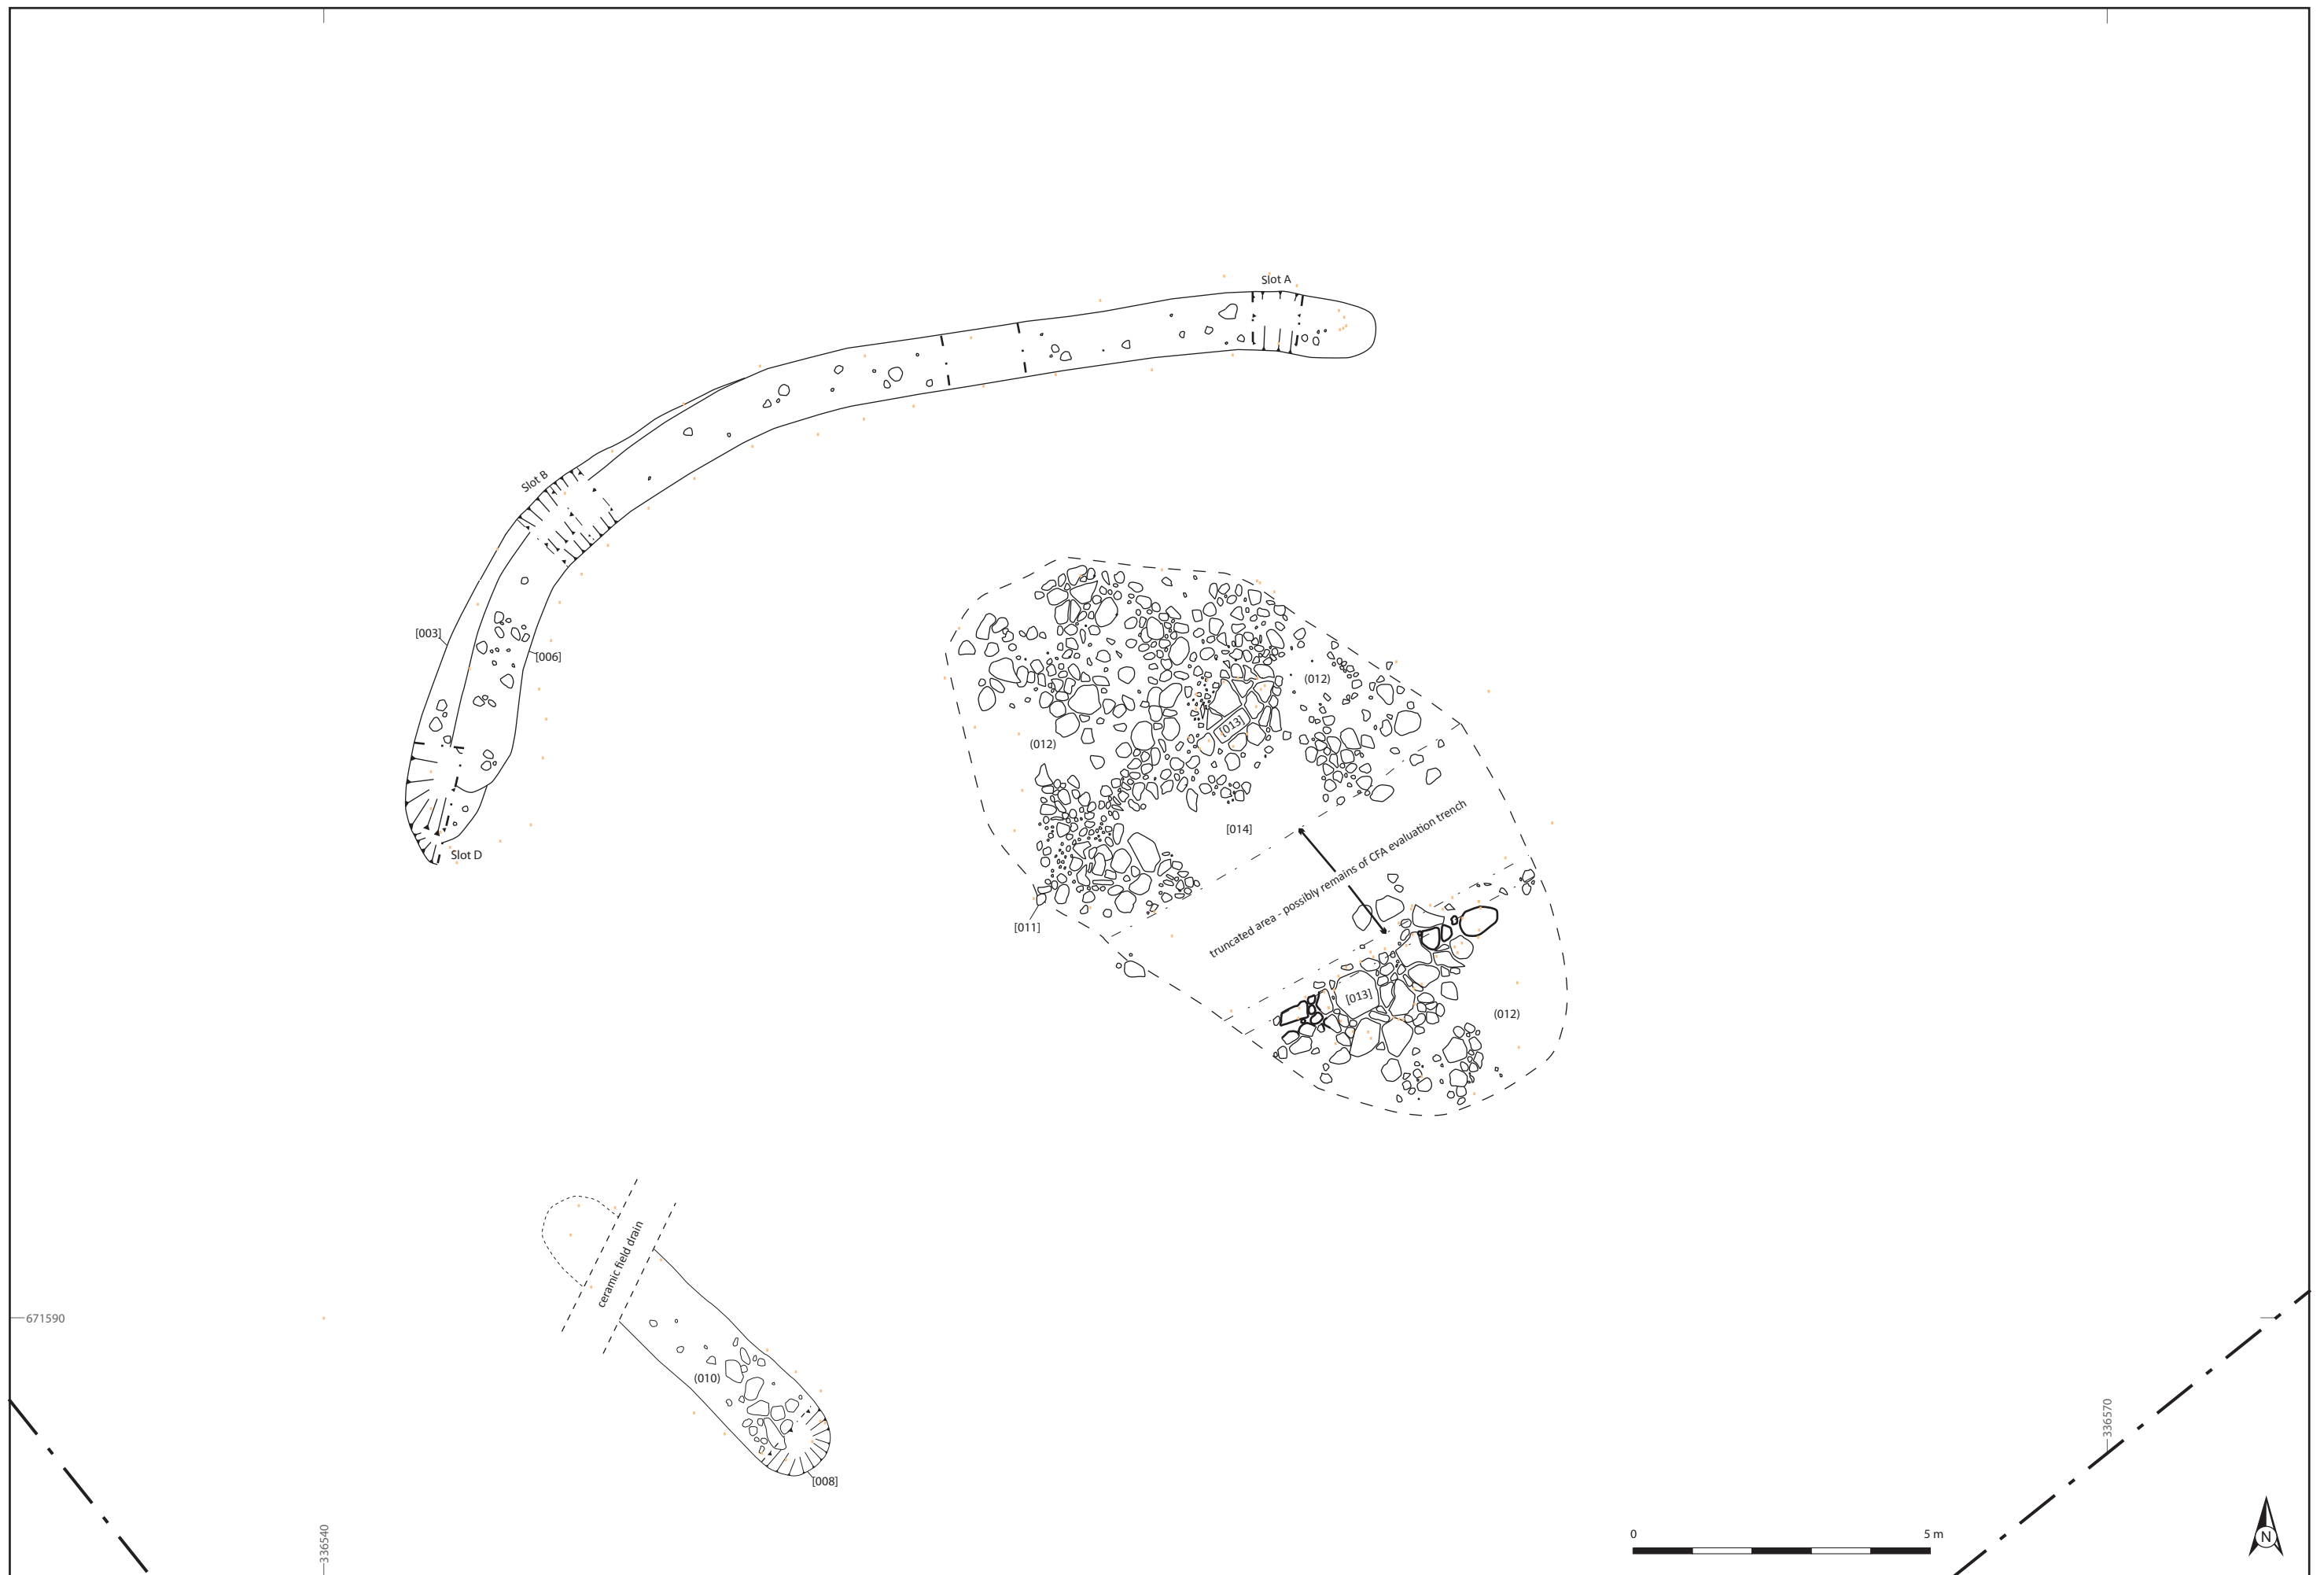 Slot A
Slot B
[003]
[006]
(012)
[013]
(012)
[014]
truncated area - possibly remains of CFA evaluation trench
Slot D
[011]
[013]
(012)
ceramic field drain
671590
(010)
[008]
336540
336570
0
5 m
N